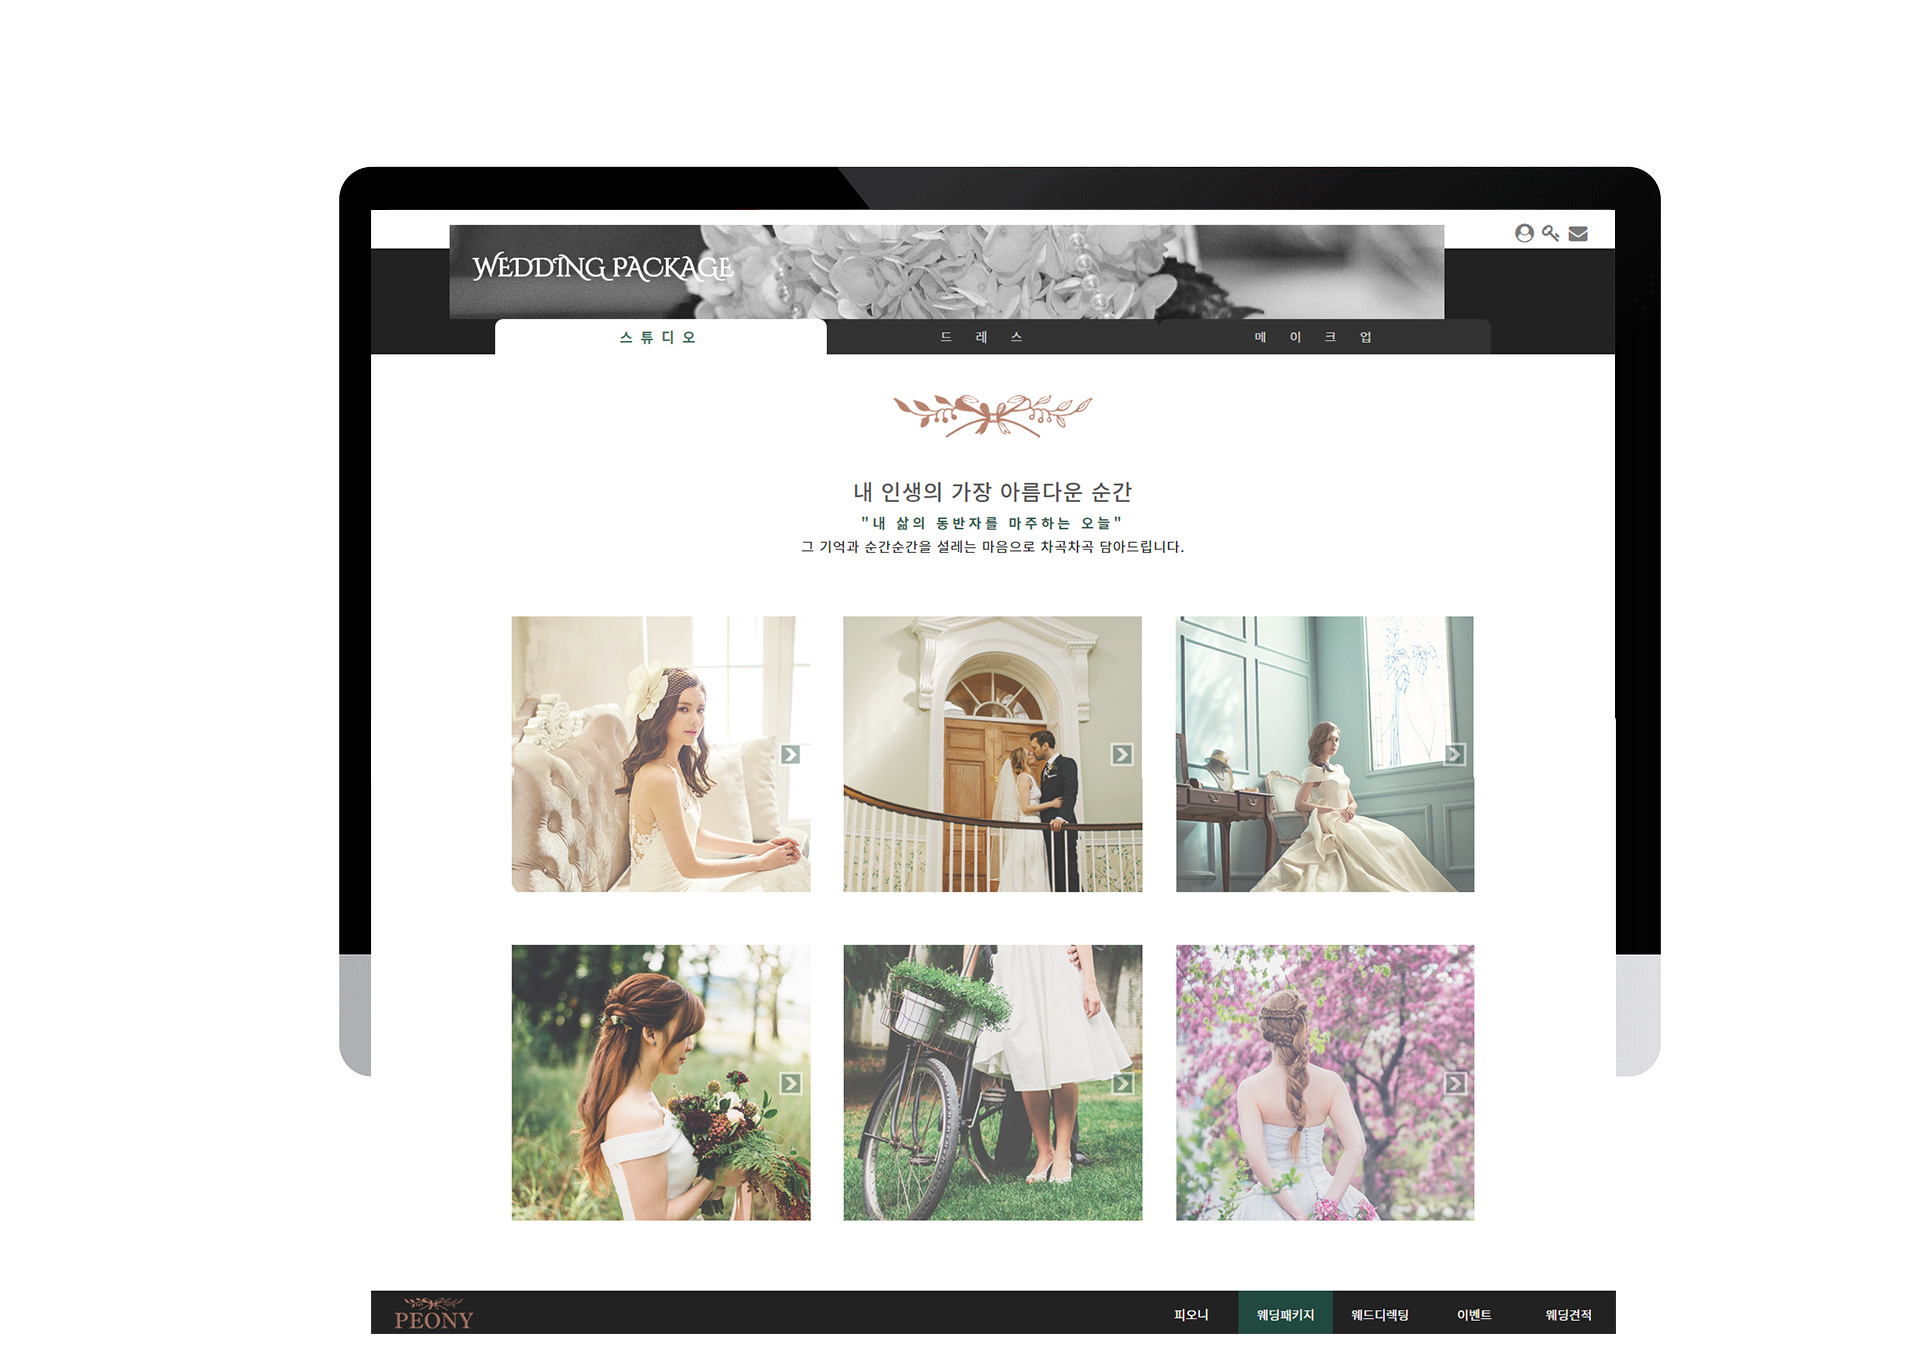 WEDDING PACKAGE
스튜디오
드레스
메이크업
내 인생의 가장 아름다운 순간
"내 삶의 동반자를 마주하는 오늘"
그 기억과 순간순간을 설레는 마음으로 차곡차곡 담아드립니다.
PEONY
피오니
웨딩패키지
웨드디렉팅
이벤트
웨딩견적